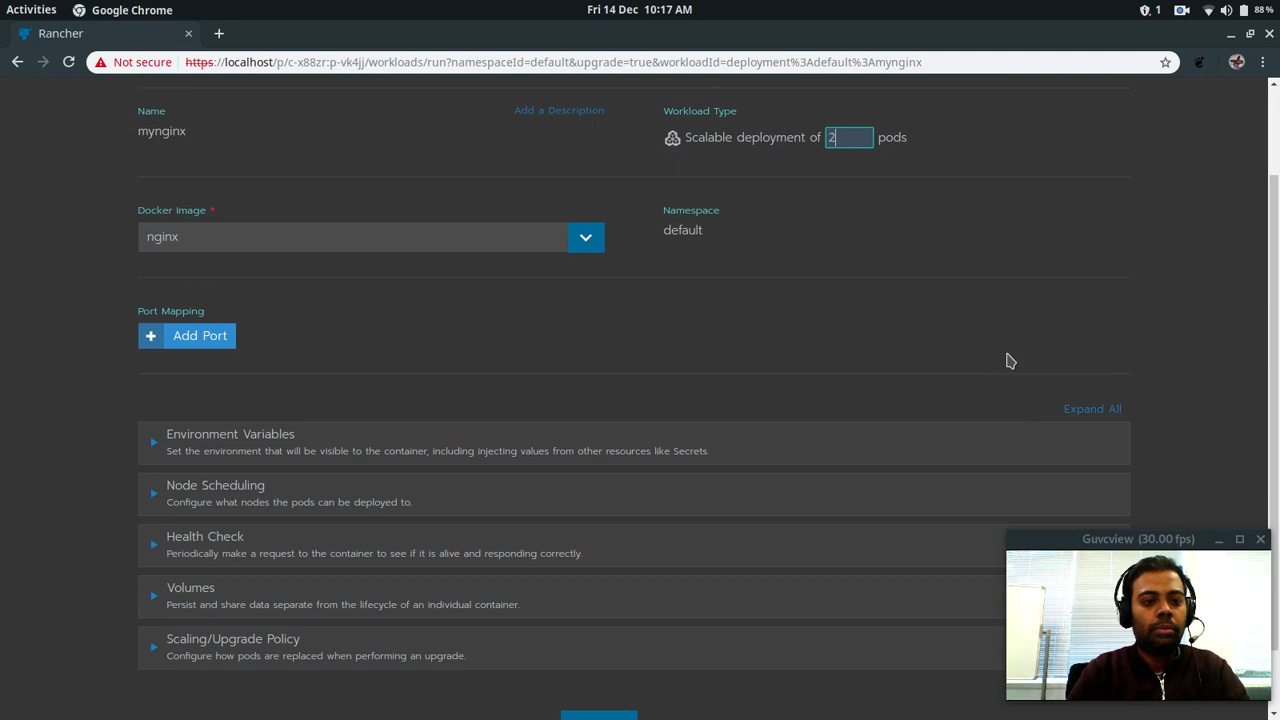 Activities
Google Chrome
Fri 14 Dec 10:17 AM
1
88%
Rancher
Not secure
https://localhost/p/c-x88zr:p-vk4jj/workloads/run?namespaceId=default&upgrade=true&workloadId=deployment%3Adefault%3Amynginx
Name
Add a Description
Workload Type
mynginx
Scalable deployment of 2 pods
Docker Image *
Namespace
nginx
default
Port Mapping
Add Port
Expand All
Environment Variables
Set the environment that will be visible to the container, including injecting values from other resources like Secrets.
Node Scheduling
Configure what nodes the pods can be deployed to.
Health Check
Periodically make a request to the container to see if it is alive and responding correctly.
Volumes
Persist and share data separate from the lifecycle of an individual container.
Scaling/Upgrade Policy
Configure how pods are replaced when performing an upgrade.
Guvcview (30.00 fps)